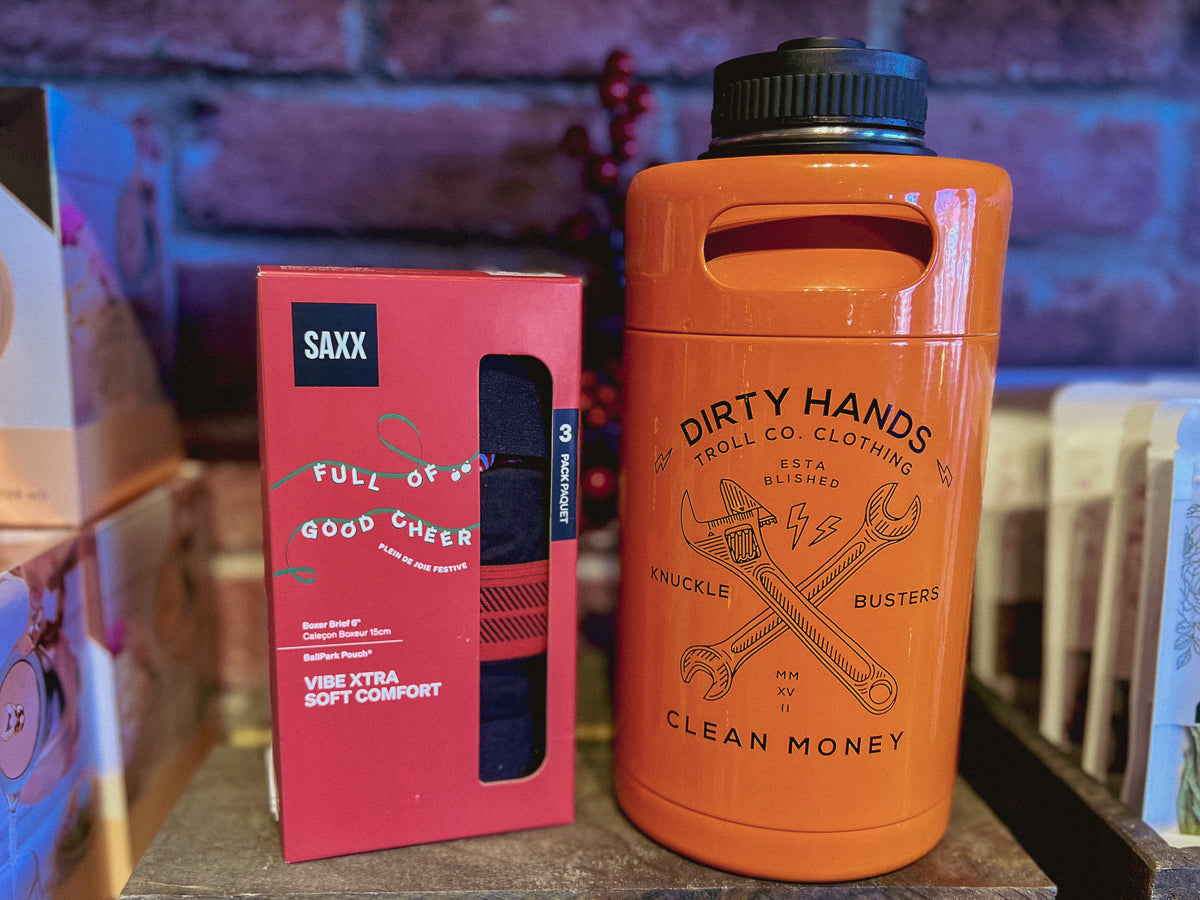 SAXX
FULL OF
GOOD CHEER
PLEIN DE JOIE FESTIVE
3
PACK PAQUET
Boxer Brief 6"
Caleçon Boxeur 15cm
BallPark Pouch®
VIBE XTRA
SOFT COMFORT
DIRTY HANDS
TROLL CO. CLOTHING
ESTA
BLISHED
KNUCKLE BUSTERS
MM
XV
II
CLEAN MONEY